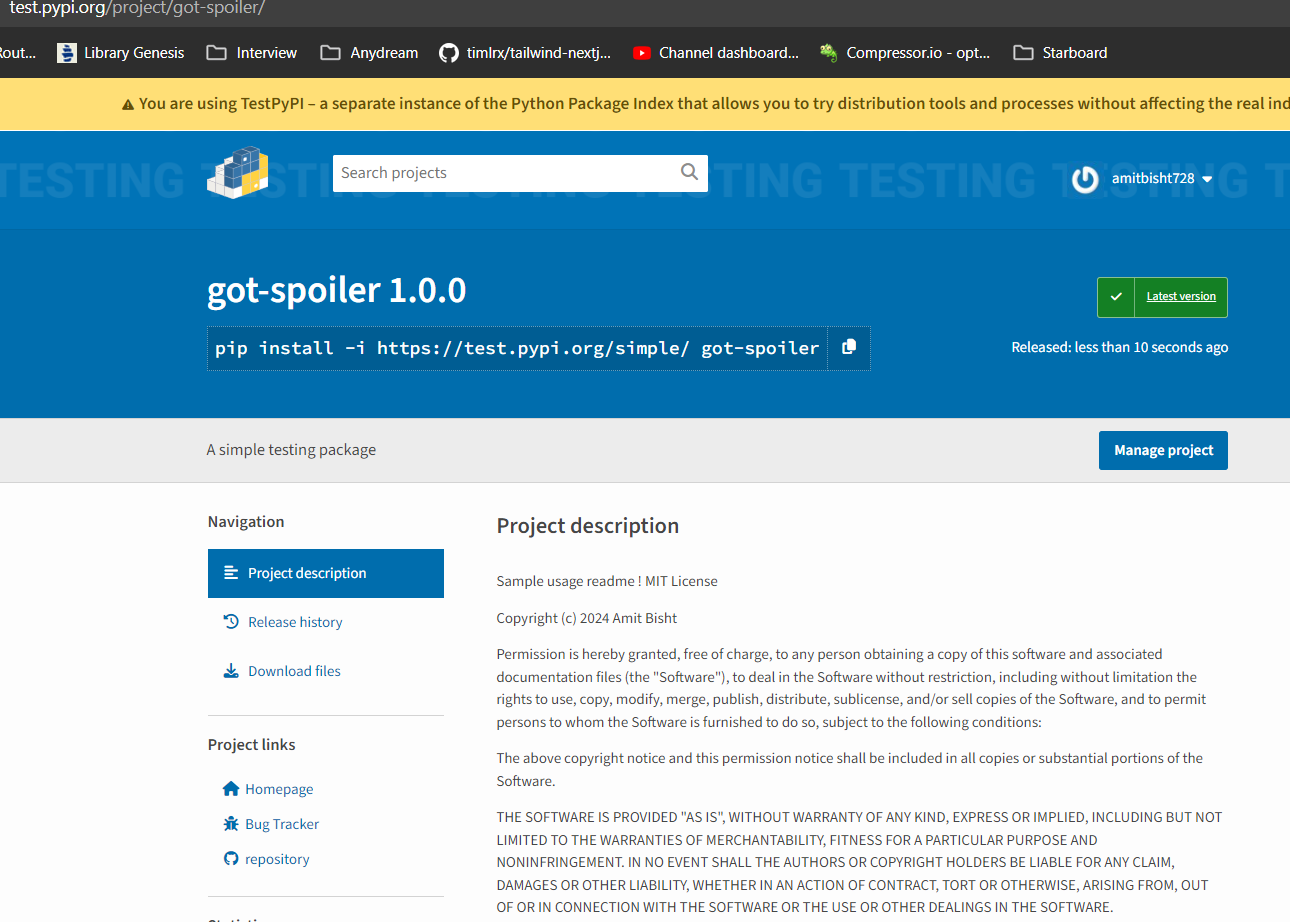 test.pypi.org/project/got-spoiler/
Rout... Library Genesis Interview Anydream timlrx/tailwind-nextj... Channel dashboard... Compressor.io - opt... Starboard
You are using TestPyPI – a separate instance of the Python Package Index that allows you to try distribution tools and processes without affecting the real ind
TESTING TESTING TESTING TESTING TESTING
Search projects
amitbisht728
got-spoiler 1.0.0
Latest version
pip install -i https://test.pypi.org/simple/ got-spoiler
Released: less than 10 seconds ago
A simple testing package
Manage project
Navigation
Project description
Release history
Download files
Project links
Homepage
Bug Tracker
repository
Project description
Sample usage readme ! MIT License
Copyright (c) 2024 Amit Bisht
Permission is hereby granted, free of charge, to any person obtaining a copy of this software and associated
documentation files (the "Software"), to deal in the Software without restriction, including without limitation the
rights to use, copy, modify, merge, publish, distribute, sublicense, and/or sell copies of the Software, and to permit
persons to whom the Software is furnished to do so, subject to the following conditions:
The above copyright notice and this permission notice shall be included in all copies or substantial portions of the
Software.
THE SOFTWARE IS PROVIDED "AS IS", WITHOUT WARRANTY OF ANY KIND, EXPRESS OR IMPLIED, INCLUDING BUT NOT
LIMITED TO THE WARRANTIES OF MERCHANTABILITY, FITNESS FOR A PARTICULAR PURPOSE AND
NONINFRINGEMENT. IN NO EVENT SHALL THE AUTHORS OR COPYRIGHT HOLDERS BE LIABLE FOR ANY CLAIM,
DAMAGES OR OTHER LIABILITY, WHETHER IN AN ACTION OF CONTRACT, TORT OR OTHERWISE, ARISING FROM, OUT
OF OR IN CONNECTION WITH THE SOFTWARE OR THE USE OR OTHER DEALINGS IN THE SOFTWARE.